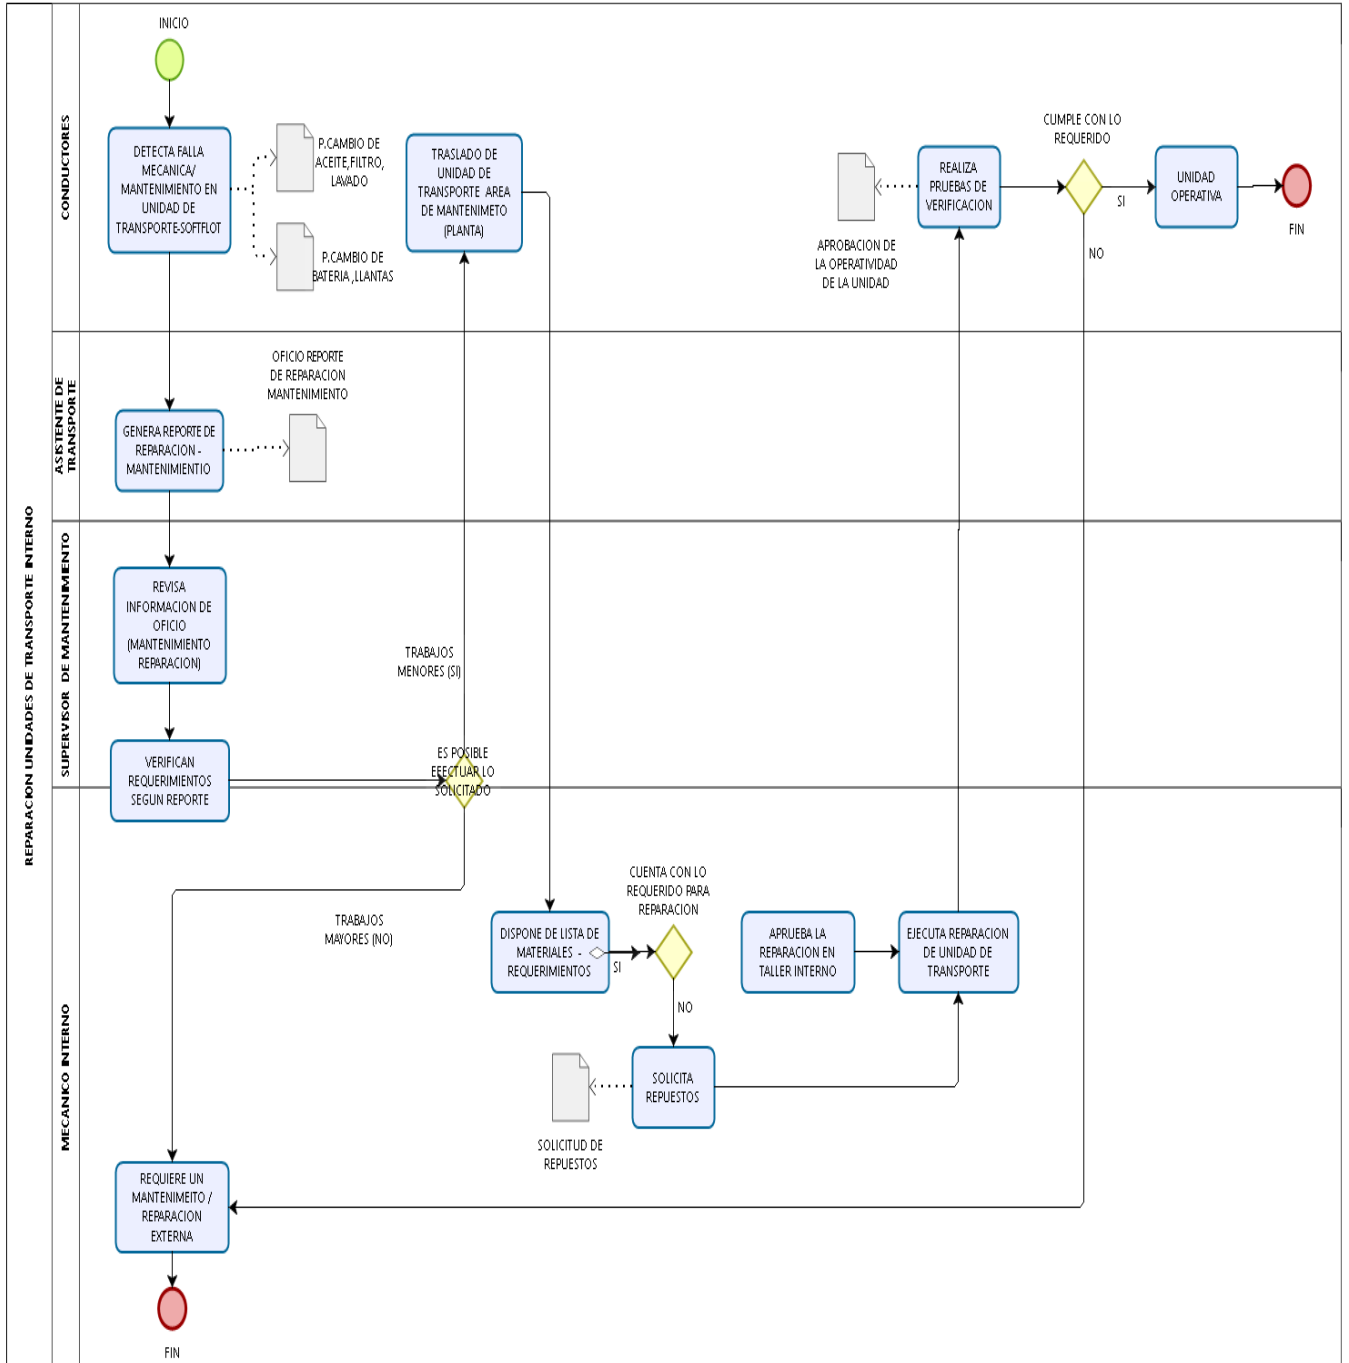 REPARACION UNIDADES DE TRANSPORTE INTERNO
CONDUCTORES
INICIO
DETECTA FALLA
MECANICA/
MANTENIMIENTO EN
UNIDAD DE
TRANSPORTE-SOFTFLOT
P.CAMBIO DE
ACEITE,FILTRO,
LAVADO
P.CAMBIO DE
BATERIA ,LLANTAS
TRASLADO DE
UNIDAD DE
TRANSPORTE AREA
DE MANTENIMETO
(PLANTA)
APROBACION DE
LA OPERATIVIDAD
DE LA UNIDAD
REALIZA
PRUEBAS DE
VERIFICACION
CUMPLE CON LO
REQUERIDO
SI
NO
UNIDAD
OPERATIVA
FIN
ASISTENTE DE
TRANSPORTE
OFICIO REPORTE
DE REPARACION
MANTENIMIENTO
GENERA REPORTE DE
REPARACION -
MANTENIMIENTIO
SUPERVISOR DE MANTENIMIENTO
REVISA
INFORMACION DE
OFICIO
(MANTENIMIENTO
REPARACION)
TRABAJOS
MENORES (SI)
VERIFICAN
REQUERIMIENTOS
SEGUN REPORTE
ES POSIBLE
EFECTUAR LO
SOLICITADO
MECANICO INTERNO
TRABAJOS
MAYORES (NO)
DISPONE DE LISTA DE
MATERIALES -
REQUERIMIENTOS
SI
CUENTA CON LO
REQUERIDO PARA
REPARACION
NO
APRUEBA LA
REPARACION EN
TALLER INTERNO
EJECUTA REPARACION
DE UNIDAD DE
TRANSPORTE
SOLICITA
REPUESTOS
SOLICITUD DE
REPUESTOS
REQUIERE UN
MANTENIMEITO /
REPARACION
EXTERNA
FIN